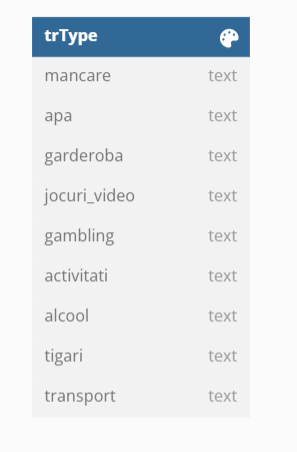 trType
mancare text
apa text
garderoba text
jocuri_video text
gambling text
activitati text
alcool text
tigari text
transport text